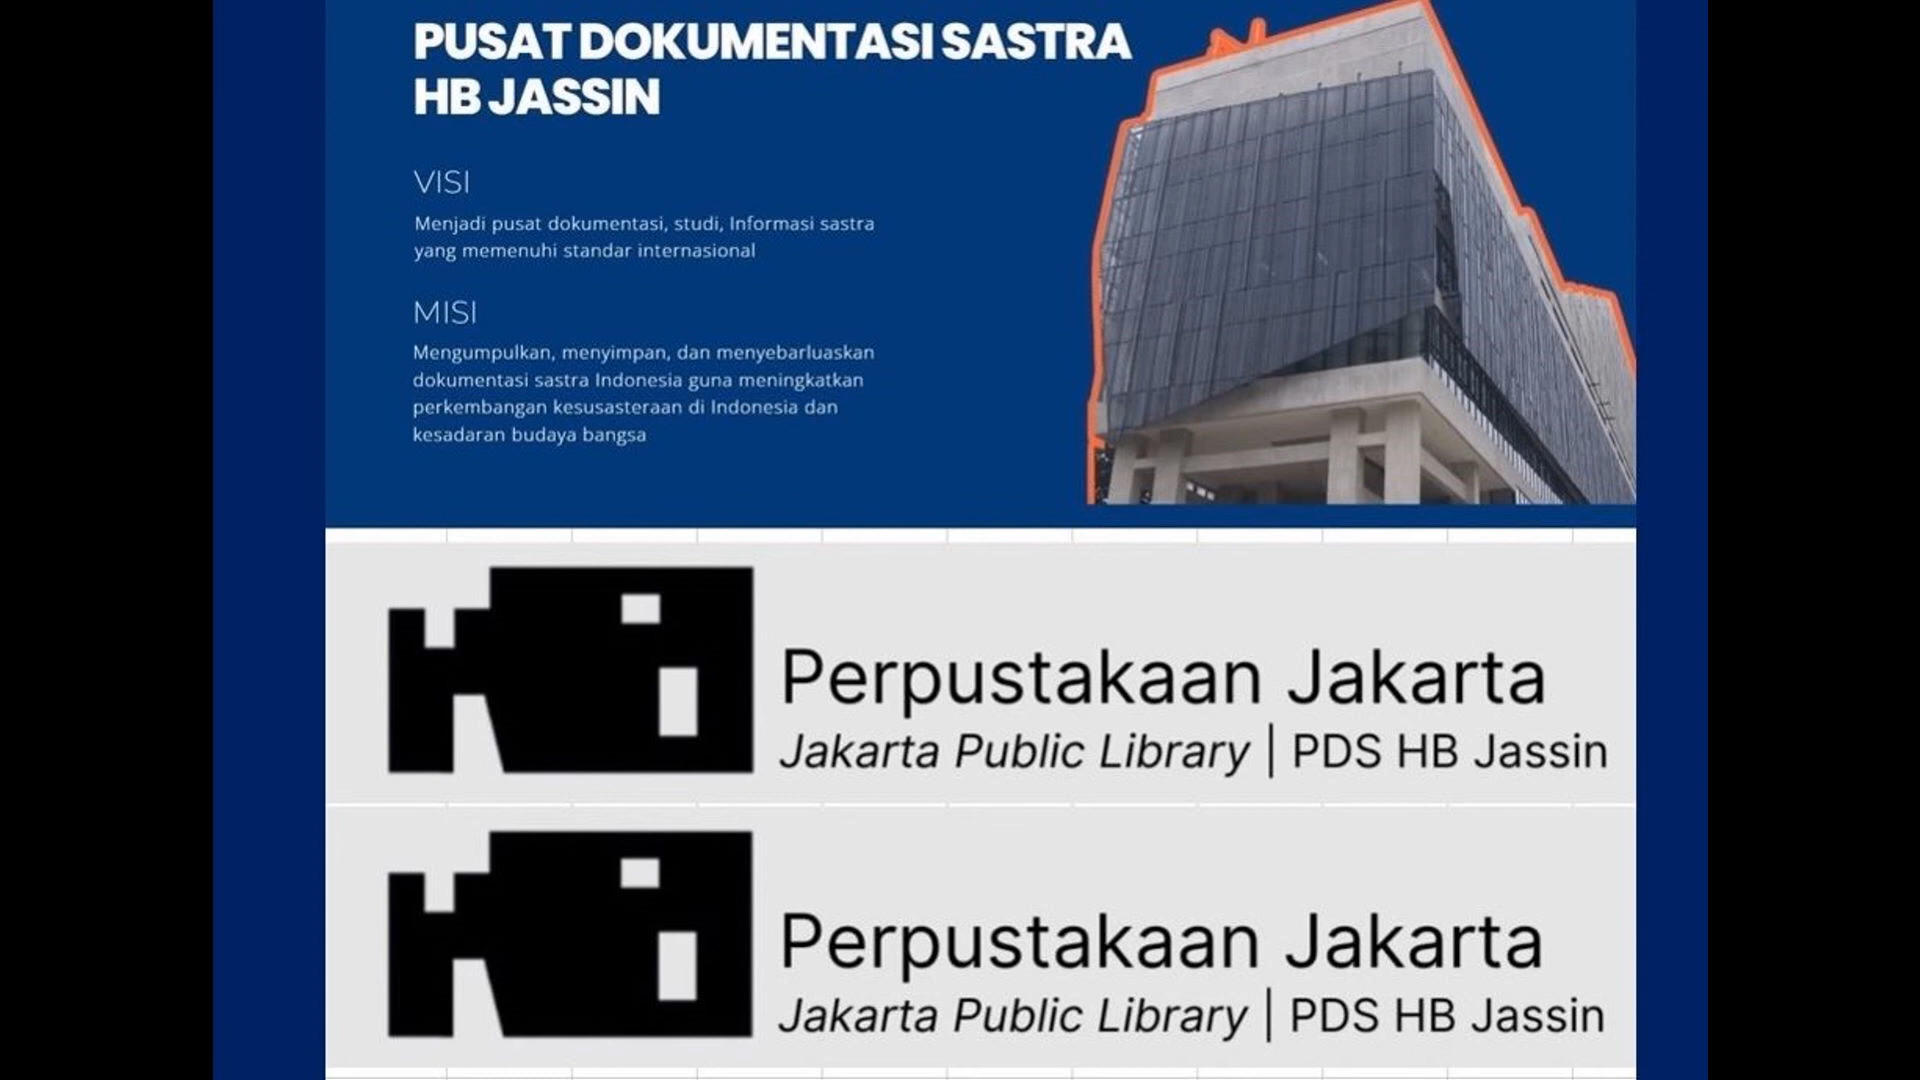 PUSAT DOKUMENTASI SASTRA
HB JASSIN
VISI
Menjadi pusat dokumentasi, studi, Informasi sastra
yang memenuhi standar internasional
MISI
Mengumpulkan, menyimpan, dan menyebarluaskan
dokumentasi sastra Indonesia guna meningkatkan
perkembangan kesusasteraan di Indonesia dan
kesadaran budaya bangsa
Perpustakaan Jakarta
Jakarta Public Library | PDS HB Jassin
Perpustakaan Jakarta
Jakarta Public Library | PDS HB Jassin